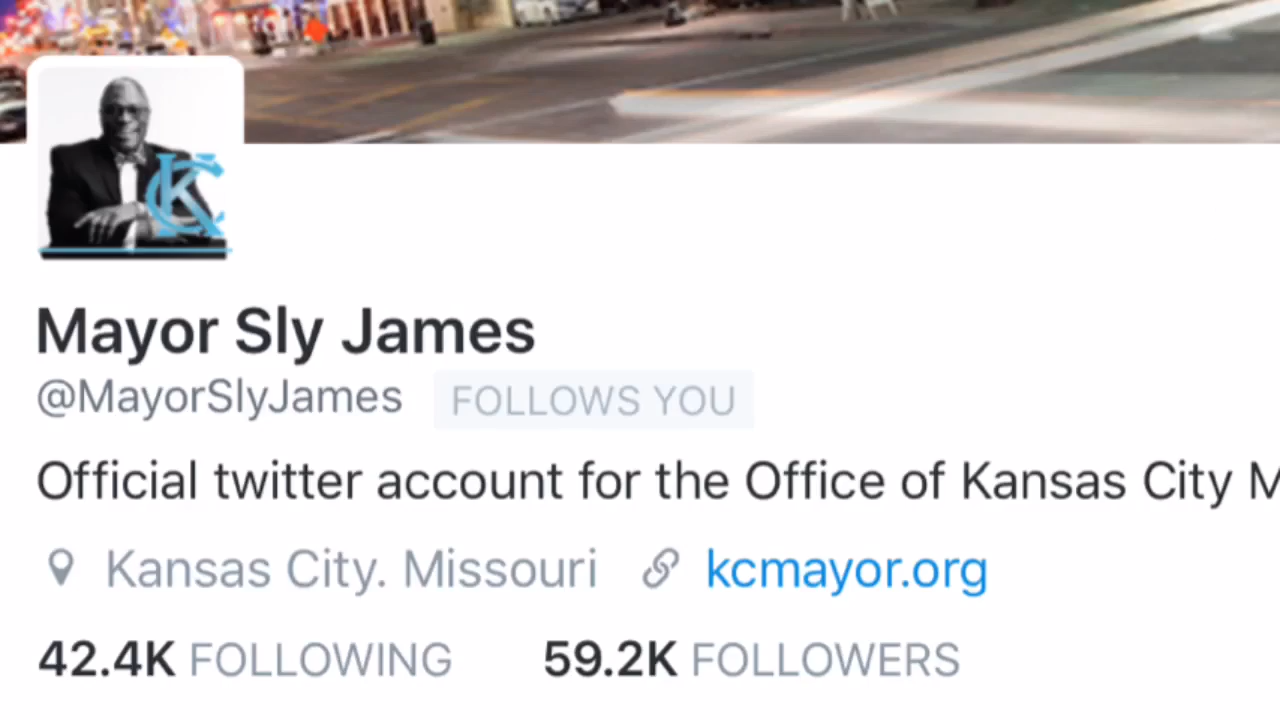 KC
Mayor Sly James
@MayorSlyJames FOLLOWS YOU
Official twitter account for the Office of Kansas City M
Kansas City. Missouri kcmayor.org
42.4K FOLLOWING 59.2K FOLLOWERS